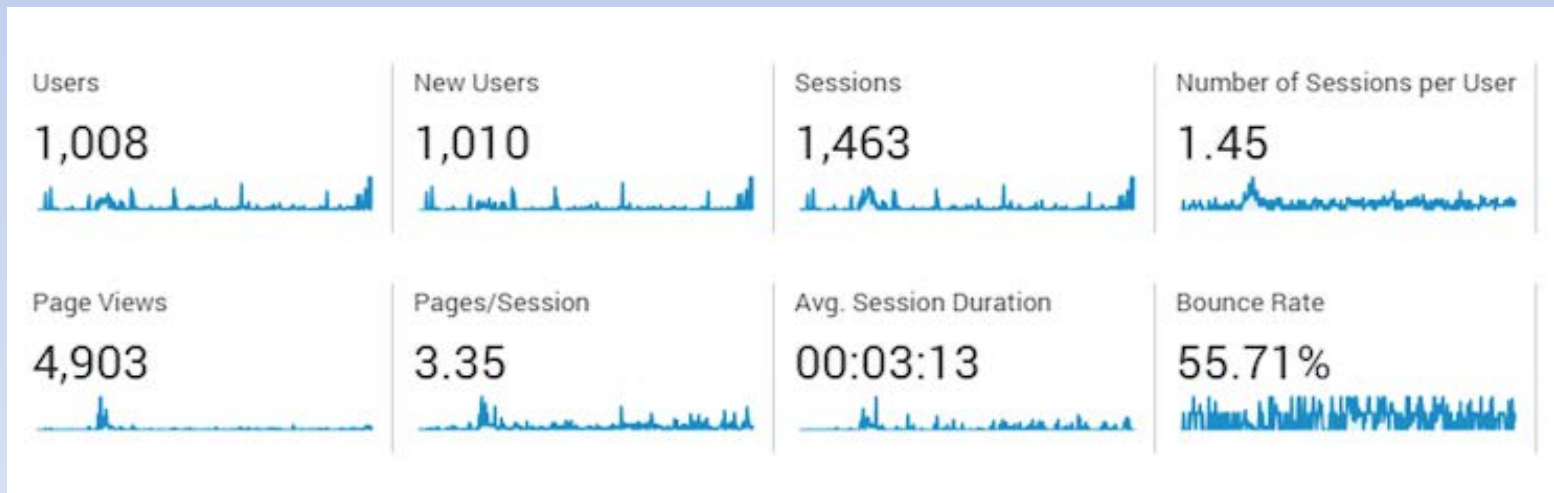 Users
1,008
New Users
1,010
Sessions
1,463
Number of Sessions per User
1.45
Page Views
4,903
Pages/Session
3.35
Avg. Session Duration
00:03:13
Bounce Rate
55.71%